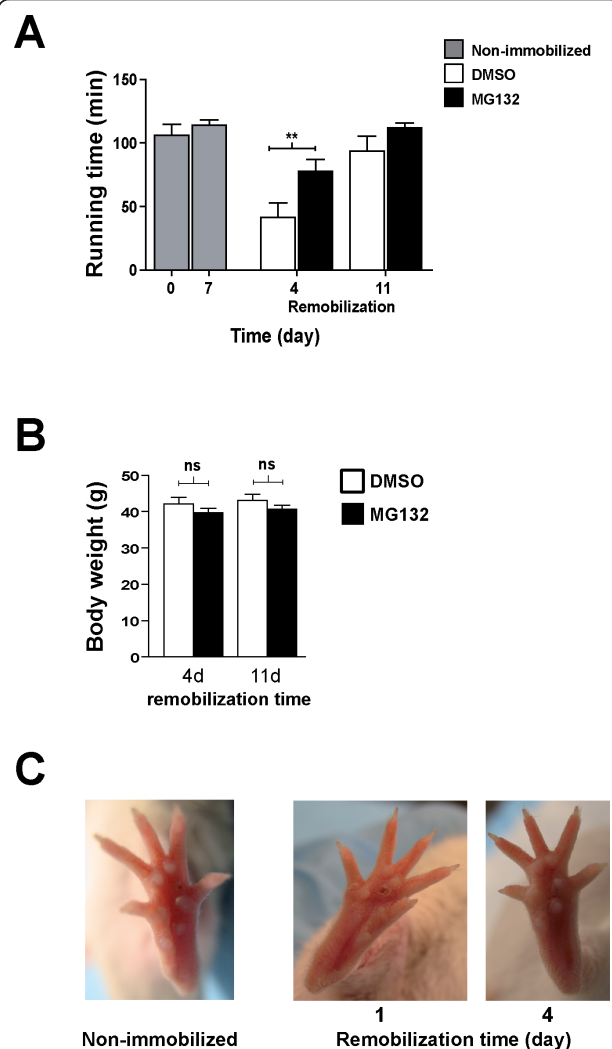 A
Non-immobilized
DMSO
MG132
Running time (min)
150
100
50
0
**
0 7 4 11
Remobilization
Time (day)
B
DMSO
MG132
Body weight (g)
50
40
30
20
10
0
ns ns
4d 11d
remobilization time
C
1 4
Non-immobilized Remobilization time (day)